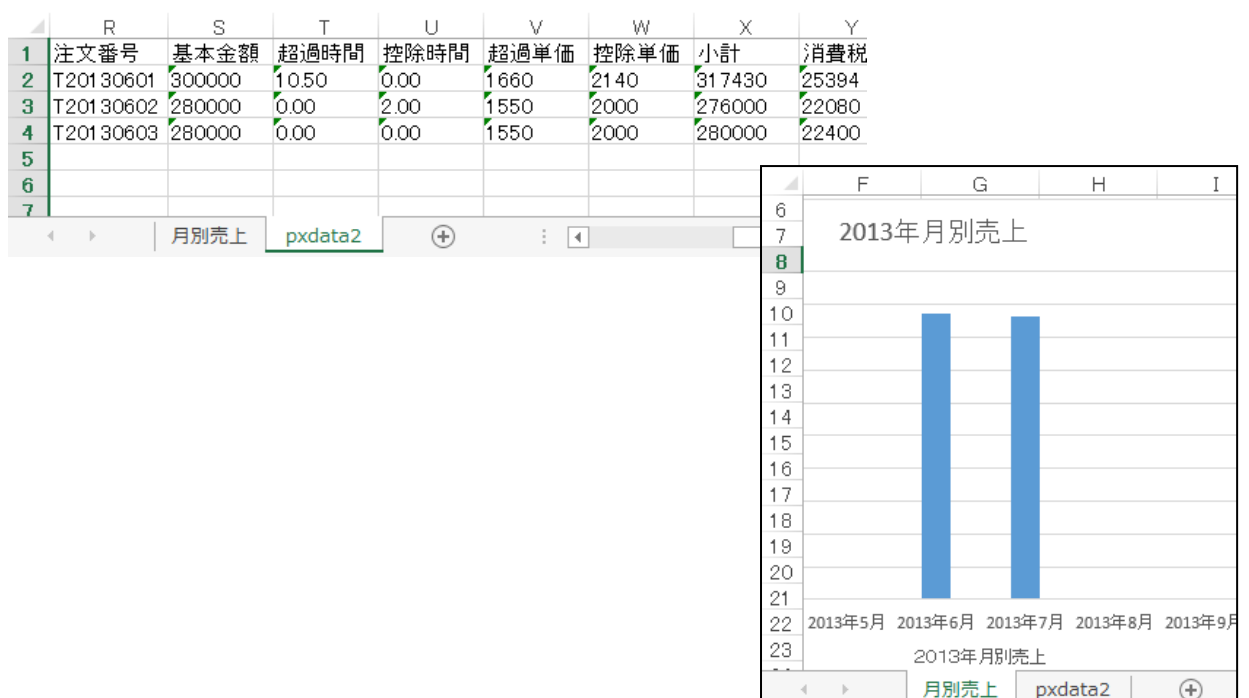 R S T U V W X Y
1 注文番号 基本金額 超過時間 控除時間 超過単価 控除単価 小計 消費税
2 T20130601 300000 10.50 0.00 1660 2140 317430 25394
3 T20130602 280000 0.00 2.00 1550 2000 276000 22080
4 T20130603 280000 0.00 0.00 1550 2000 280000 22400
5
6
7
月別売上 pxdata2
F G H I
6
7 2013年月別売上
8
9
10
11
12
13
14
15
16
17
18
19
20
21
22 2013年5月 2013年6月 2013年7月 2013年8月 2013年9月
23 2013年月別売上
月別売上 pxdata2